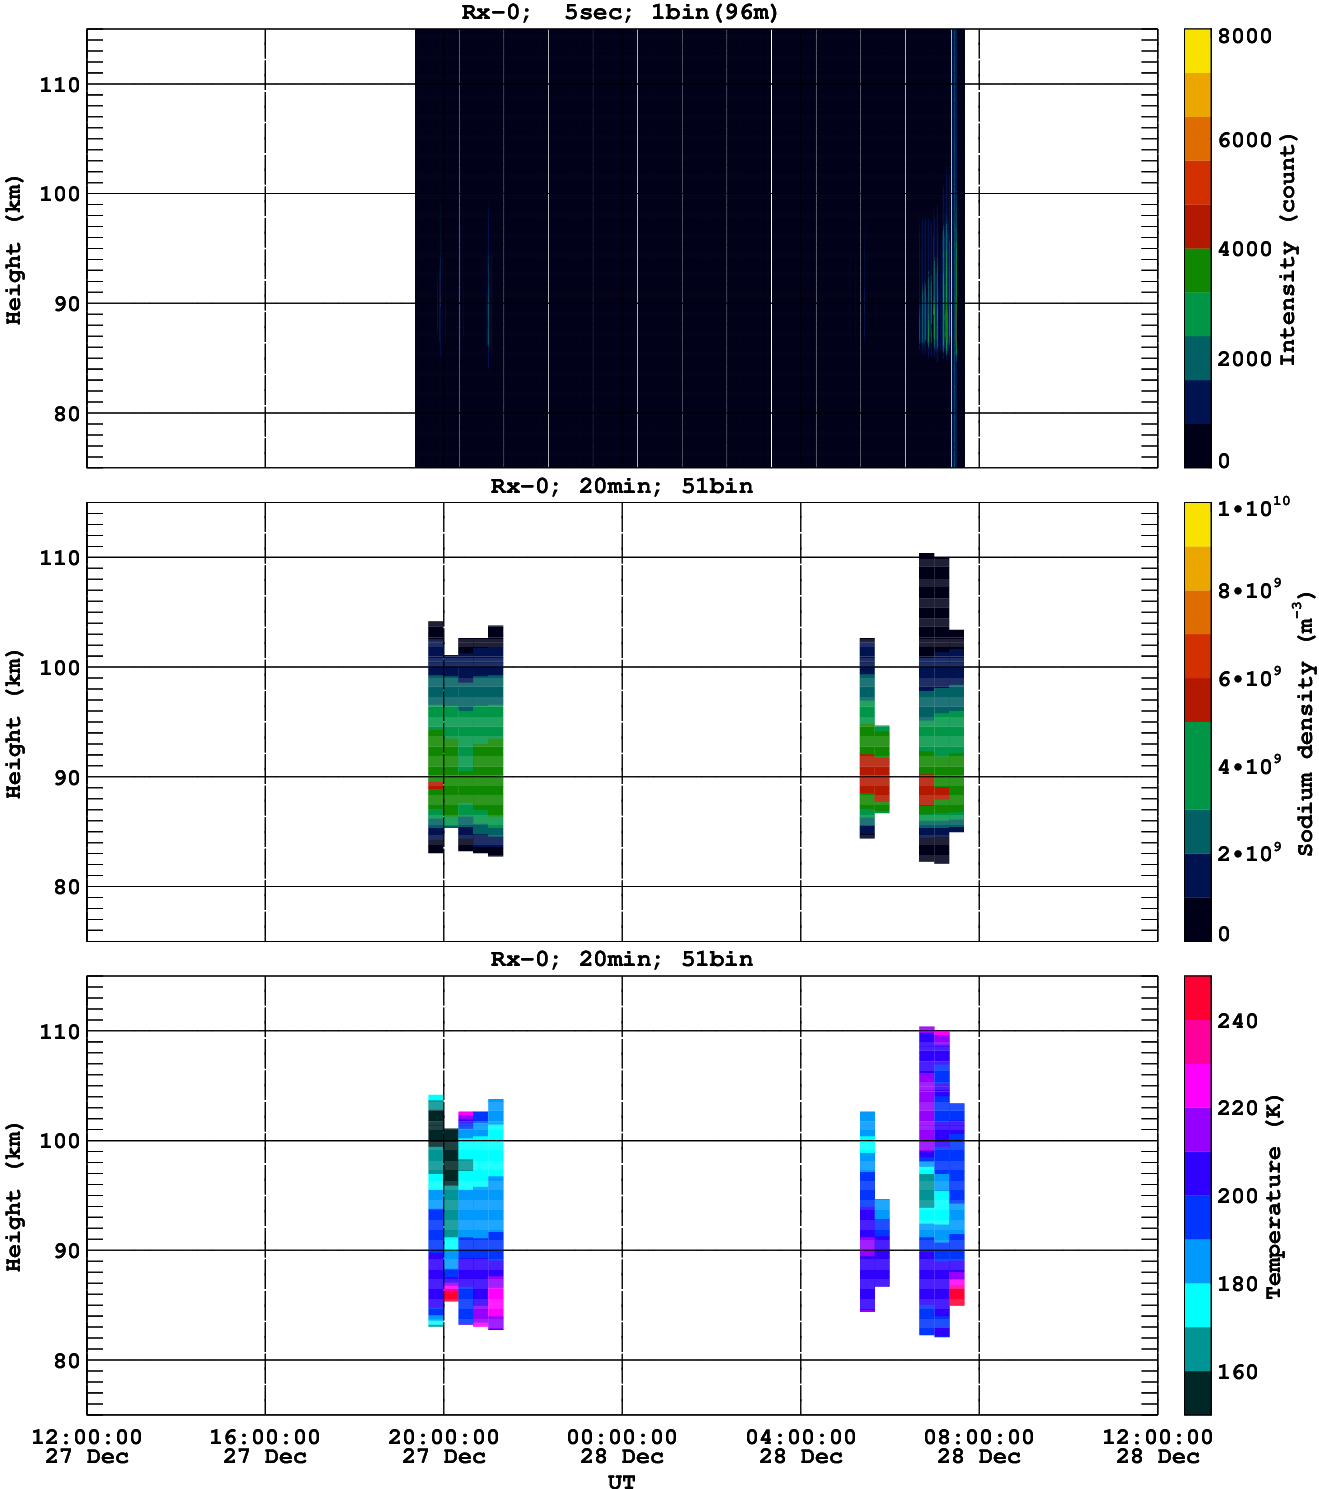 Rx-0;  5sec; 1bin(96m)
110
100
90
80
Height (km)
8000
6000
4000
2000
0
Intensity (count)
Rx-0; 20min; 51bin
110
100
90
80
Height (km)
1•10¹⁰
8•10⁹
6•10⁹
4•10⁹
2•10⁹
0
Sodium density (m⁻³)
Rx-0; 20min; 51bin
110
100
90
80
Height (km)
240
220
200
180
160
Temperature (K)
12:00:00 16:00:00 20:00:00 00:00:00 04:00:00 08:00:00 12:00:00
27 Dec 27 Dec 27 Dec 28 Dec 28 Dec 28 Dec 28 Dec
UT